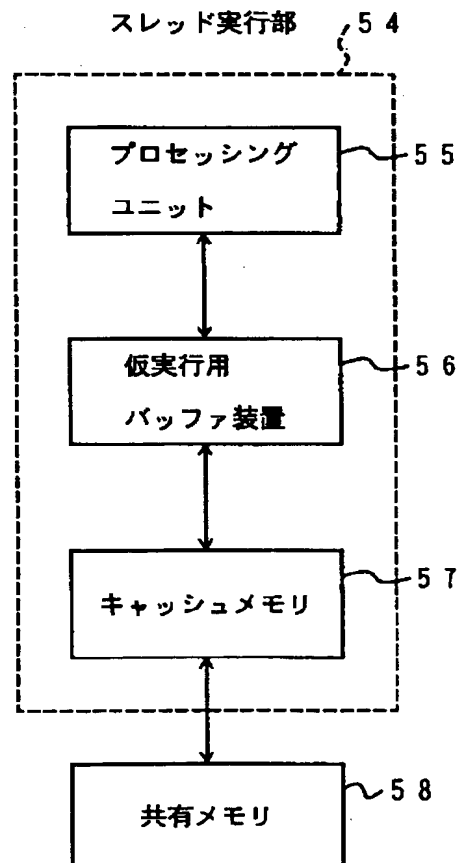 スレッド実行部 54
プロセッシング
ユニット
55
仮実行用
バッファ装置
56
キャッシュメモリ
57
共有メモリ
58